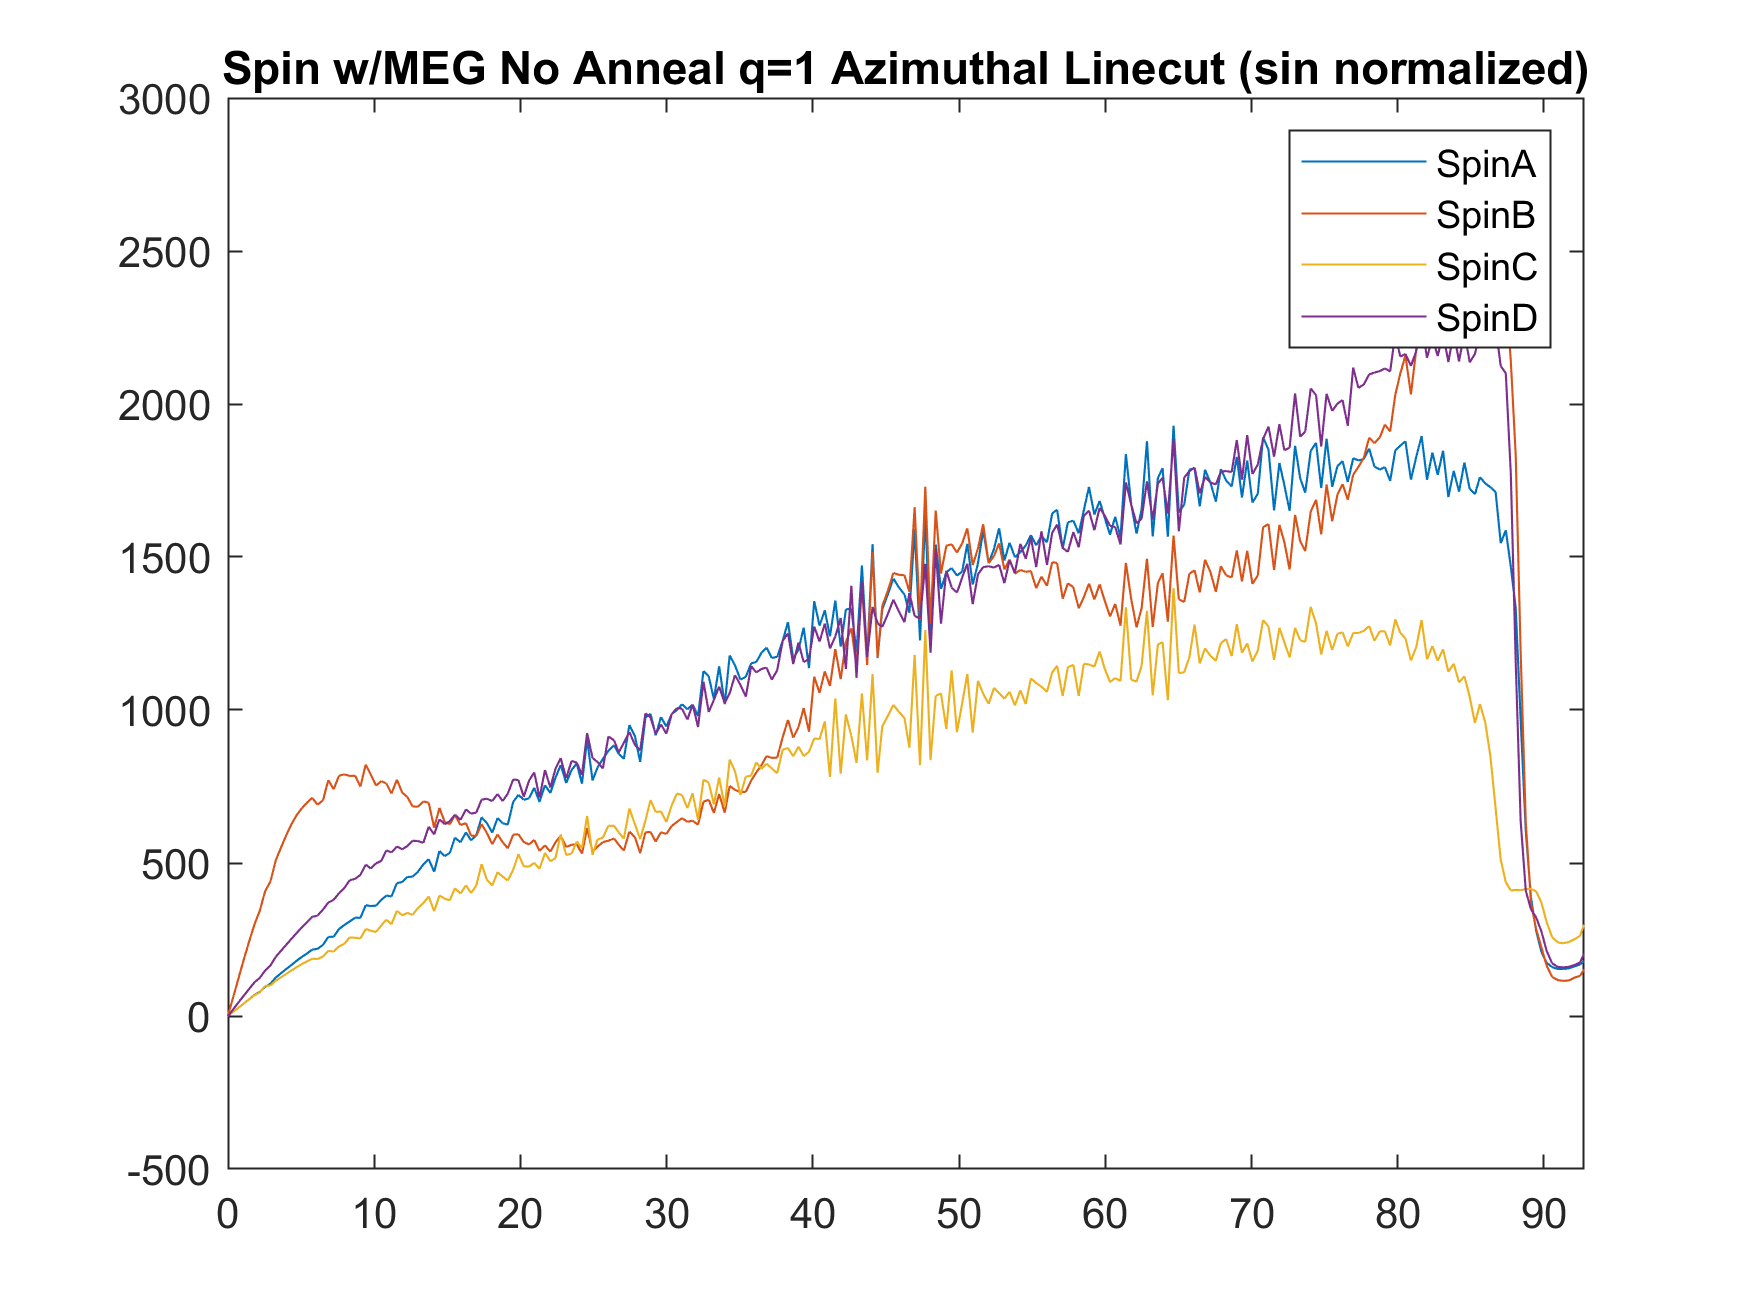 Spin w/MEG No Anneal q=1 Azimuthal Linecut (sin normalized)
3000
2500
2000
1500
1000
500
0
-500
SpinA
SpinB
SpinC
SpinD
0 10 20 30 40 50 60 70 80 90